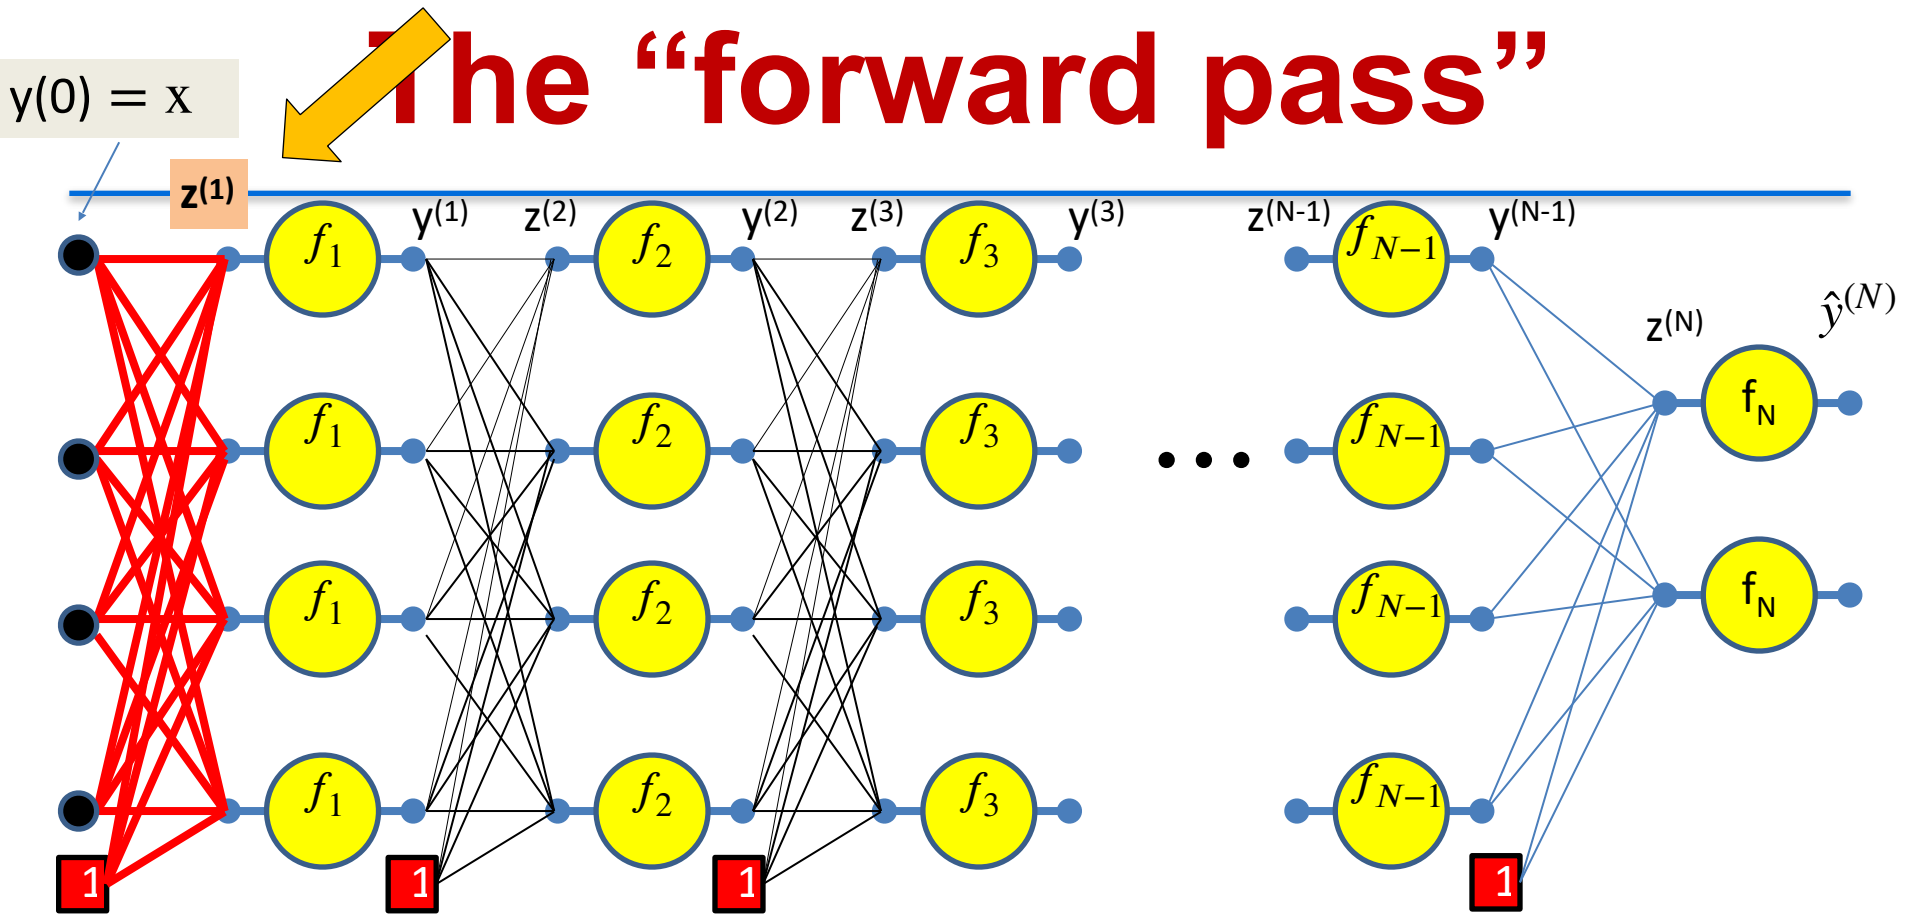 The “forward pass”
y(0) = x
z(1)
y(1) z(2) y(2) z(3) y(3) z(N-1) y(N-1)
f1 f2 f3 fN−1
z(N) ŷ(N)
fN
f1 f2 f3 fN−1
• • •
fN
f1 f2 f3 fN−1
f1 f2 f3 fN−1
1 1 1 1